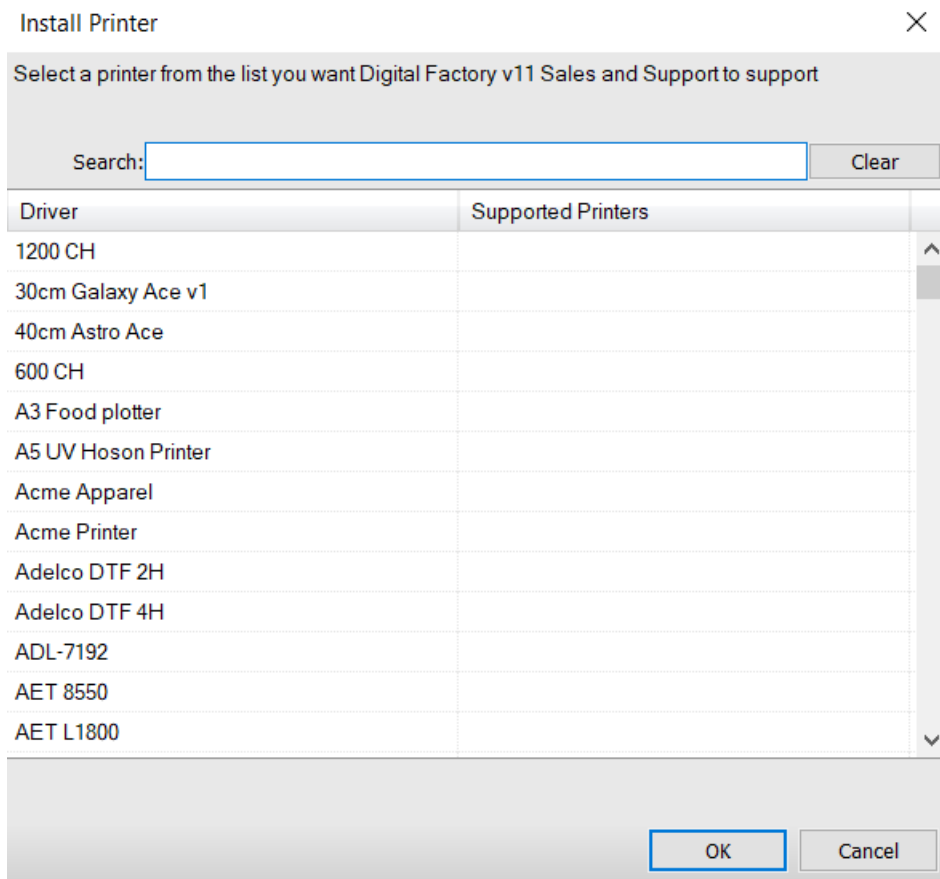 Install Printer
Select a printer from the list you want Digital Factory v11 Sales and Support to support
Search: Clear
Driver Supported Printers
1200 CH
30cm Galaxy Ace v1
40cm Astro Ace
600 CH
A3 Food plotter
A5 UV Hoson Printer
Acme Apparel
Acme Printer
Adelco DTF 2H
Adelco DTF 4H
ADL-7192
AET 8550
AET L1800
OK Cancel